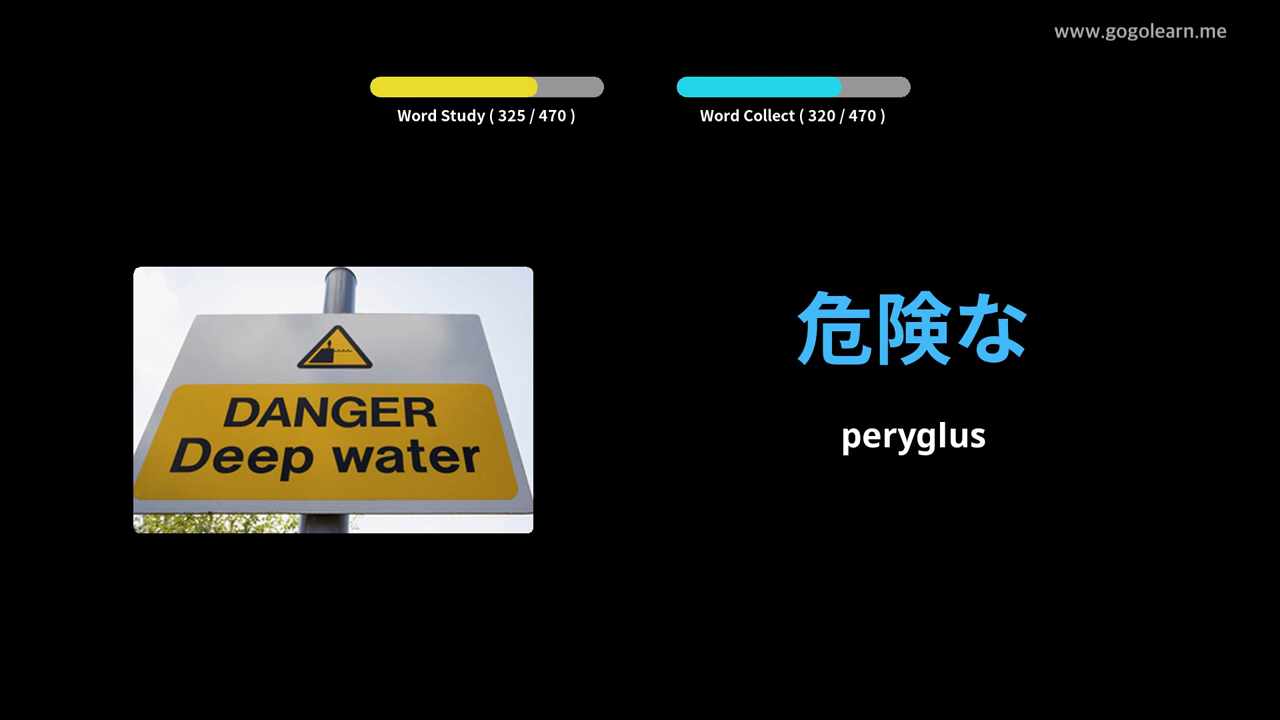 www.gogolearn.me
Word Study ( 325 / 470 )
Word Collect ( 320 / 470 )
DANGER
Deep water
危険な
peryglus